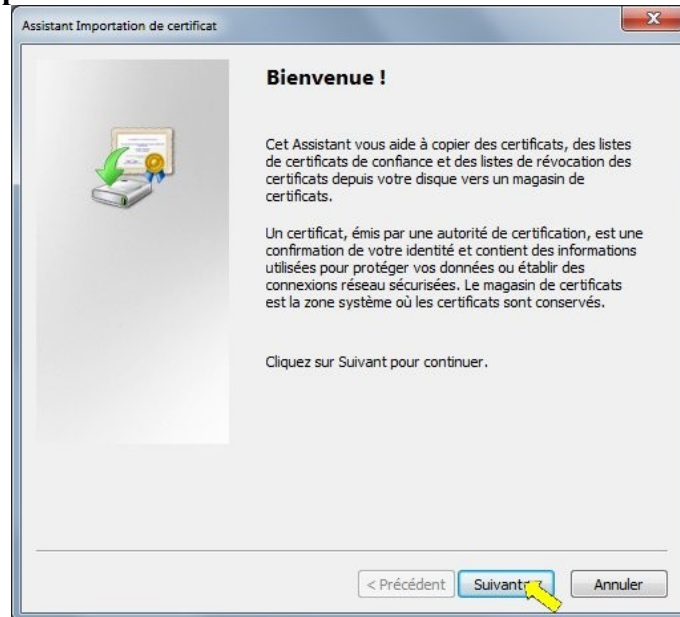 Assistant Importation de certificat
Bienvenue !
Cet Assistant vous aide à copier des certificats, des listes
de certificats de confiance et des listes de révocation des
certificats depuis votre disque vers un magasin de
certificats.
Un certificat, émis par une autorité de certification, est une
confirmation de votre identité et contient des informations
utilisées pour protéger vos données ou établir des
connexions réseau sécurisées. Le magasin de certificats
est la zone système où les certificats sont conservés.
Cliquez sur Suivant pour continuer.
< Précédent Suivant Annuler